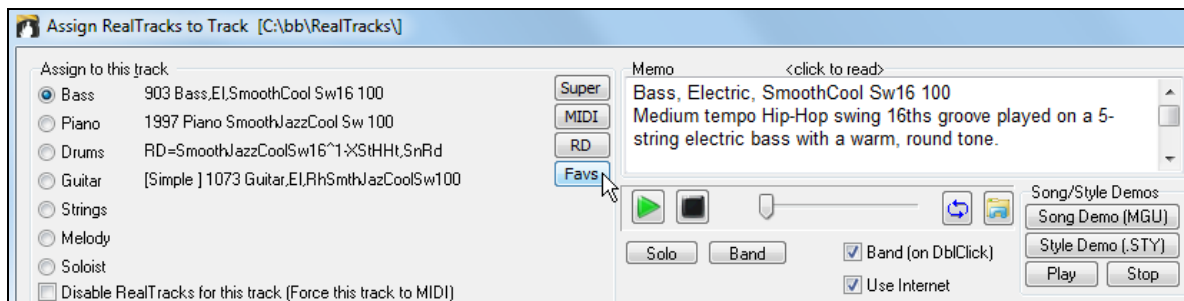 Assign RealTracks to Track [C:\bb\RealTracks\]
Assign to this track
Bass 903 Bass,El,SmoothCool Sw16 100
Piano 1997 Piano SmoothJazzCool Sw 100
Drums RD=SmoothJazzCoolSw16^1-XStHHt,SnRd
Guitar [Simple ] 1073 Guitar,El,RhSmthJazCoolSw100
Strings
Melody
Soloist
Disable RealTracks for this track (Force this track to MIDI)
Super
MIDI
RD
Favs
Memo <click to read>
Bass, Electric, SmoothCool Sw16 100
Medium tempo Hip-Hop swing 16ths groove played on a 5-
string electric bass with a warm, round tone.
Solo Band
Band (on DblClick)
Use Internet
Song/Style Demos
Song Demo (MGU)
Style Demo (.STY)
Play Stop